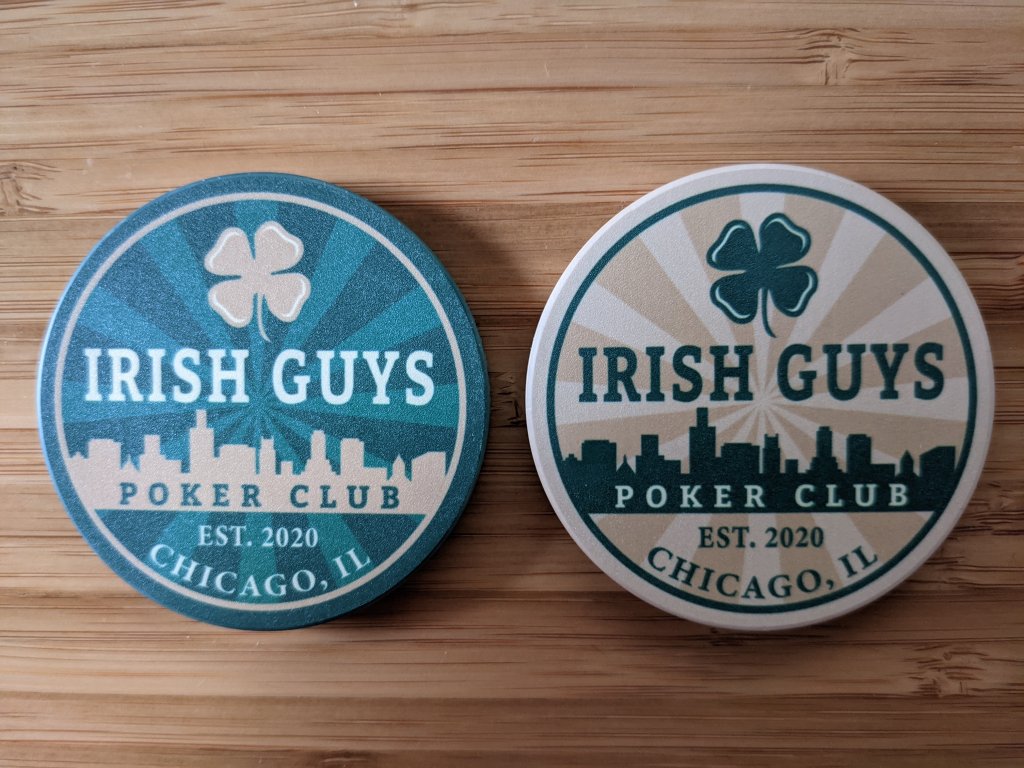 IRISH GUYS
POKER CLUB
EST. 2020
CHICAGO, IL
IRISH GUYS
POKER CLUB
EST. 2020
CHICAGO, IL